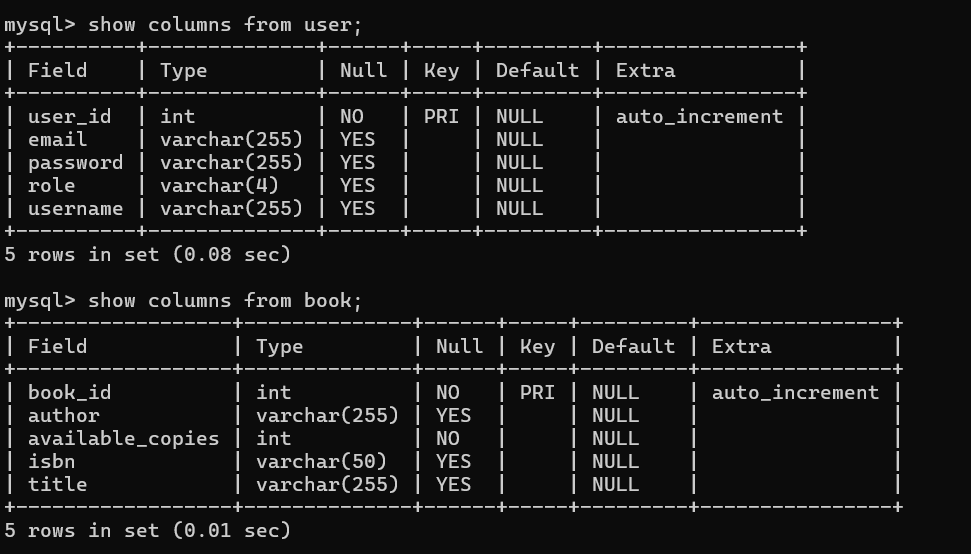 mysql> show columns from user;
+----------+--------------+------+-----+---------+----------------+
| Field    | Type         | Null | Key | Default | Extra          |
+----------+--------------+------+-----+---------+----------------+
| user_id  | int          | NO   | PRI | NULL    | auto_increment |
| email    | varchar(255) | YES  |     | NULL    |                |
| password | varchar(255) | YES  |     | NULL    |                |
| role     | varchar(4)   | YES  |     | NULL    |                |
| username | varchar(255) | YES  |     | NULL    |                |
+----------+--------------+------+-----+---------+----------------+
5 rows in set (0.08 sec)

mysql> show columns from book;
+------------------+--------------+------+-----+---------+----------------+
| Field            | Type         | Null | Key | Default | Extra          |
+------------------+--------------+------+-----+---------+----------------+
| book_id          | int          | NO   | PRI | NULL    | auto_increment |
| author           | varchar(255) | YES  |     | NULL    |                |
| available_copies | int          | NO   |     | NULL    |                |
| isbn             | varchar(50)  | YES  |     | NULL    |                |
| title            | varchar(255) | YES  |     | NULL    |                |
+------------------+--------------+------+-----+---------+----------------+
5 rows in set (0.01 sec)